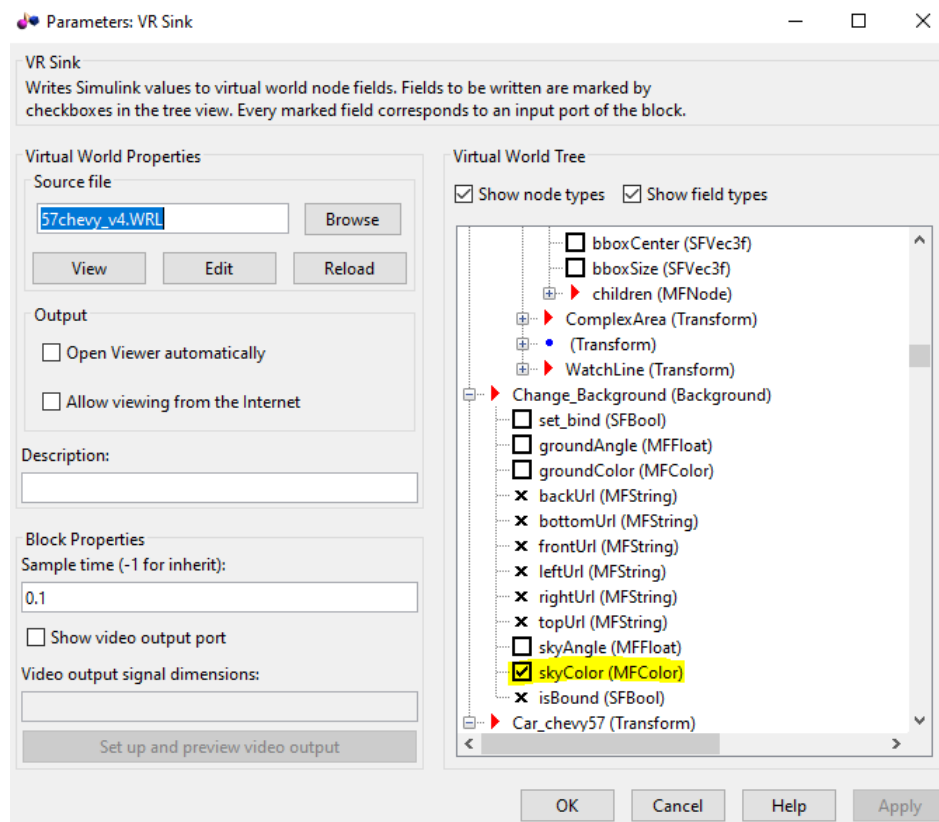 Parameters: VR Sink
VR Sink
Writes Simulink values to virtual world node fields. Fields to be written are marked by
checkboxes in the tree view. Every marked field corresponds to an input port of the block.
Virtual World Properties
Source file
57chevy_v4.WRL
Browse
View
Edit
Reload
Output
Open Viewer automatically
Allow viewing from the Internet
Description:
Block Properties
Sample time (-1 for inherit):
0.1
Show video output port
Video output signal dimensions:
Set up and preview video output
Virtual World Tree
Show node types
Show field types
bboxCenter (SFVec3f)
bboxSize (SFVec3f)
children (MFNode)
ComplexArea (Transform)
(Transform)
WatchLine (Transform)
Change_Background (Background)
set_bind (SFBool)
groundAngle (MFFloat)
groundColor (MFColor)
backUrl (MFString)
bottomUrl (MFString)
frontUrl (MFString)
leftUrl (MFString)
rightUrl (MFString)
topUrl (MFString)
skyAngle (MFFloat)
skyColor (MFColor)
isBound (SFBool)
Car_chevy57 (Transform)
OK
Cancel
Help
Apply